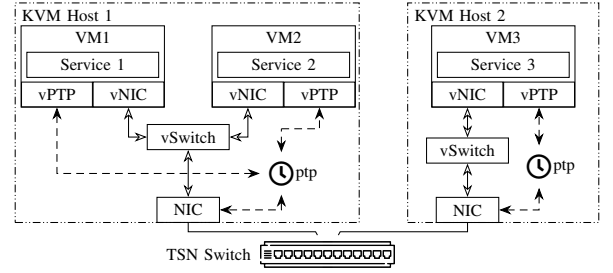 KVM Host 1
VM1
Service 1
vPTP vNIC
VM2
Service 2
vNIC vPTP
vSwitch
ptp
NIC
KVM Host 2
VM3
Service 3
vNIC vPTP
vSwitch
ptp
NIC
TSN Switch